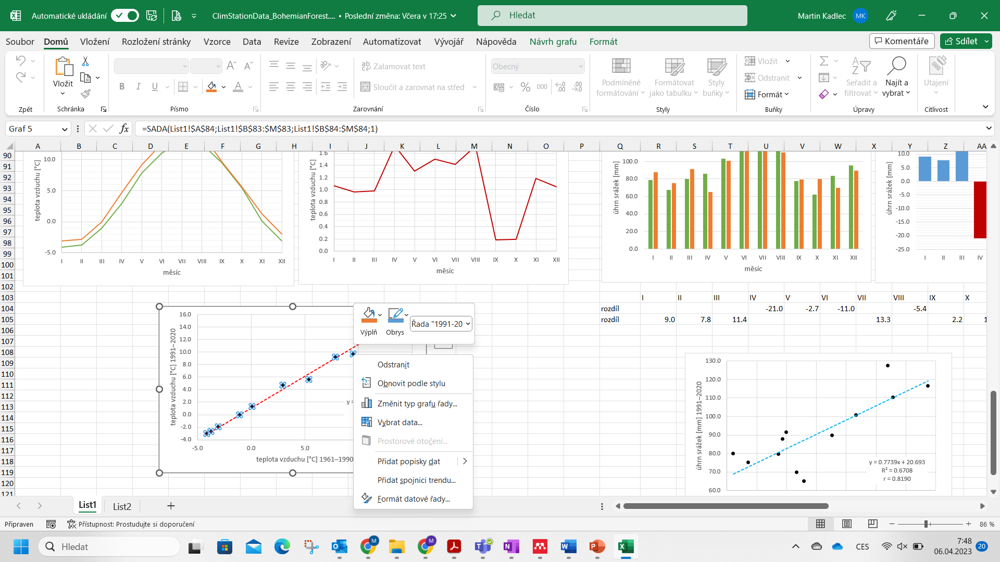 Automatické ukládání
ClimStationData_BohemianForest.... • Poslední změna: Včera v 17:25
Hledat
Martin Kadlec
MK
Soubor
Domů
Vložení
Rozložení stránky
Vzorce
Data
Revize
Zobrazení
Automatizovat
Vývojář
Nápověda
Návrh grafu
Formát
Komentáře
Sdílet
Vložit
Zpět
Schránka
B I U
A
Písmo
ab Zalamovat text
Sloučit a zarovnat na střed
Zarovnání
Obecný
% 000
Číslo
Podmíněné formátování
Formátovat jako tabulku
Styly buňky
Styly
Vložit
Odstranit
Formát
Buňky
Seřadit a filtrovat
Najít a vybrat
Úpravy
Utajení
Citlivost
Graf 5
fx
=SADA(List1!$A$84;List1!$B$83:$M$83;List1!$B$84:$M$84;1)
A B C D E F G H I J K L M N O P Q R S T U V W X Y Z AA
90
91
92
93
94
95
96
97
98
99
100
101
102
103
104
105
106
107
108
109
110
111
112
113
114
115
116
117
118
119
120
121
teplota vzduchu [°C]
10.0
5.0
0.0
-5.0
I II III IV V VI VII VIII IX X XI XII
měsíc
teplota vzduchu [°C]
1.6
1.4
1.2
1.0
0.8
0.6
0.4
0.2
0.0
I II III IV V VI VII VIII IX X XI XII
měsíc
úhrn srážek [mm]
100.0
80.0
60.0
40.0
20.0
0.0
I II III IV V VI VII VIII IX X XI XII
měsíc
úhrn srážek [mm]
10.0
5.0
0.0
-5.0
-10.0
-15.0
-20.0
-25.0
I II III IV
I II III IV V VI VII VIII IX X
rozdíl -21.0 -2.7 -11.0 -5.4
rozdíl 9.0 7.8 11.4 13.3 2.2 1
teplota vzduchu [°C] 1991–2020
16.0
14.0
12.0
10.0
8.0
6.0
4.0
2.0
0.0
-2.0
-4.0
y =
-5.0 0.0 5.0
teplota vzduchu [°C] 1961–1990
Výplň
Obrys
Řada "1991-20
Odstranit
Obnovit podle stylu
Změnit typ grafu řady...
Vybrat data...
Prostorové otočení...
Přidat popisky dat
Přidat spojnici trendu...
Formát datové řady...
úhrn srážek [mm] 1991–2020
130.0
120.0
110.0
100.0
90.0
80.0
70.0
60.0
y = 0.7739x + 20.693
R² = 0.6708
r = 0.8190
List1
List2
Připraven
Přístupnost: Prostudujte si doporučení
86 %
Hledat
CES
7:48
06.04.2023
20